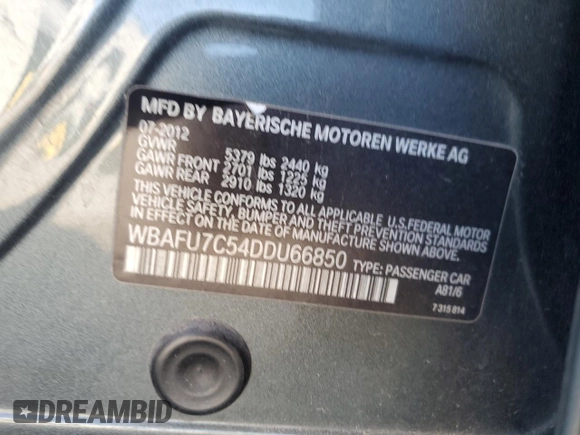 MFD BY BAYERISCHE MOTOREN WERKE AG
07-2012
GVWR 5379 lbs 2440 kg
GAWR FRONT 2701 lbs 1225 kg
GAWR REAR 2910 lbs 1320 kg
THIS VEHICLE CONFORMS TO ALL APPLICABLE U.S. FEDERAL MOTOR
VEHICLE SAFETY, BUMPER AND THEFT PREVENTION STANDARDS
IN EFFECT ON THE DATE OF MANUFACTURE SHOWN ABOVE.
WBAFU7C54DDU66850
TYPE: PASSENGER CAR
A81/6
7315814
DREAMBID